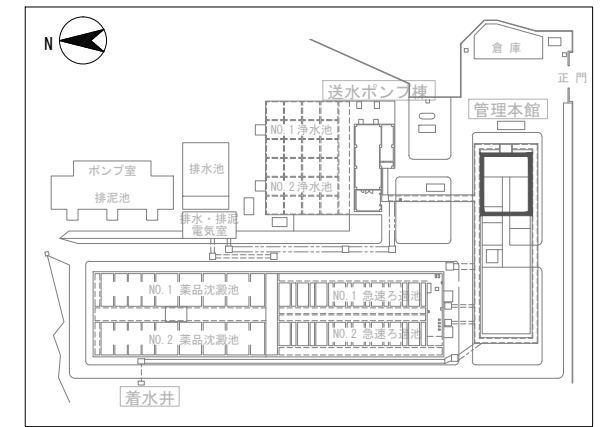 N
倉庫
正門
送水ポンプ棟
管理本館
NO.1 浄水池
NO.2 浄水池
ポンプ室
排泥池
排水池
排水・排泥
電気室
NO.1 薬品沈澱池
NO.1 急速ろ過池
NO.2 薬品沈澱池
NO.2 急速ろ過池
着水井